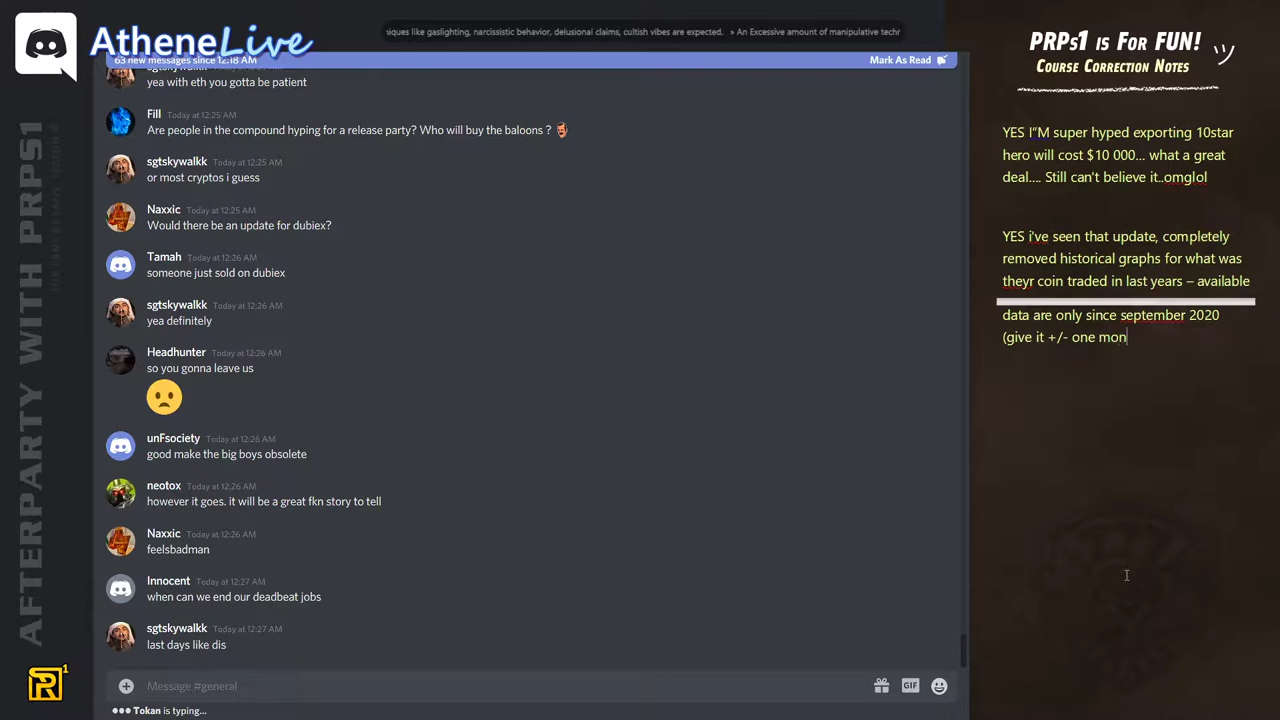 AtheneLive
iques like gaslighting, narcissistic behavior, delusional claims, cultish vibes are expected. » An Excessive amount of manipulative techr
63 new messages since 12:18 AM
Mark As Read
sgtskywalkk Today at 12:25 AM
yea with eth you gotta be patient
Fill Today at 12:25 AM
Are people in the compound hyping for a release party? Who will buy the baloons ?
sgtskywalkk Today at 12:25 AM
or most cryptos i guess
Naxxic Today at 12:25 AM
Would there be an update for dubiex?
Tamah Today at 12:26 AM
someone just sold on dubiex
sgtskywalkk Today at 12:26 AM
yea definitely
Headhunter Today at 12:26 AM
so you gonna leave us
unFsociety Today at 12:26 AM
good make the big boys obsolete
neotox Today at 12:26 AM
however it goes. it will be a great fkn story to tell
Naxxic Today at 12:26 AM
feelsbadman
Innocent Today at 12:27 AM
when can we end our deadbeat jobs
sgtskywalkk Today at 12:27 AM
last days like dis
Message #general
GIF
Tokan is typing...
AFTERPARTY WITH PRPS1
R1
PRPs1 is For FUN!
Course Correction Notes
YES I"M super hyped exporting 10star
hero will cost $10 000... what a great
deal.... Still can't believe it..omglol
YES i've seen that update, completely
removed historical graphs for what was
theyr coin traded in last years – available
data are only since september 2020
(give it +/- one mon